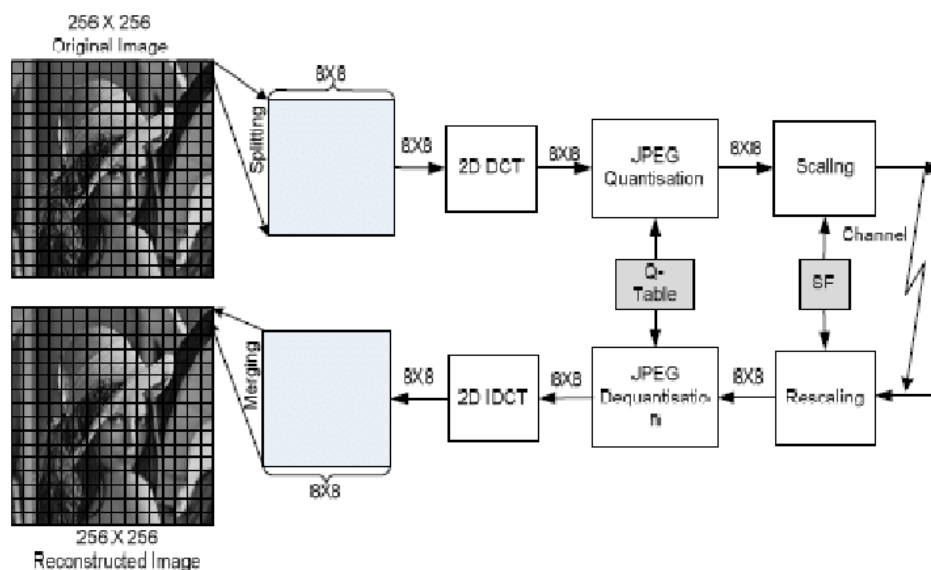 256 X 256
Original Image
8X8
Splitting
8X8
2D DCT
8X8
JPEG
Quantisation
8X8
Scaling
Channel
Q-
Table
SF
Merging
8X8
2D IDCT
8X8
JPEG
Dequantisatio
n
8X8
Rescaling
8X8
256 X 256
Reconstructed Image